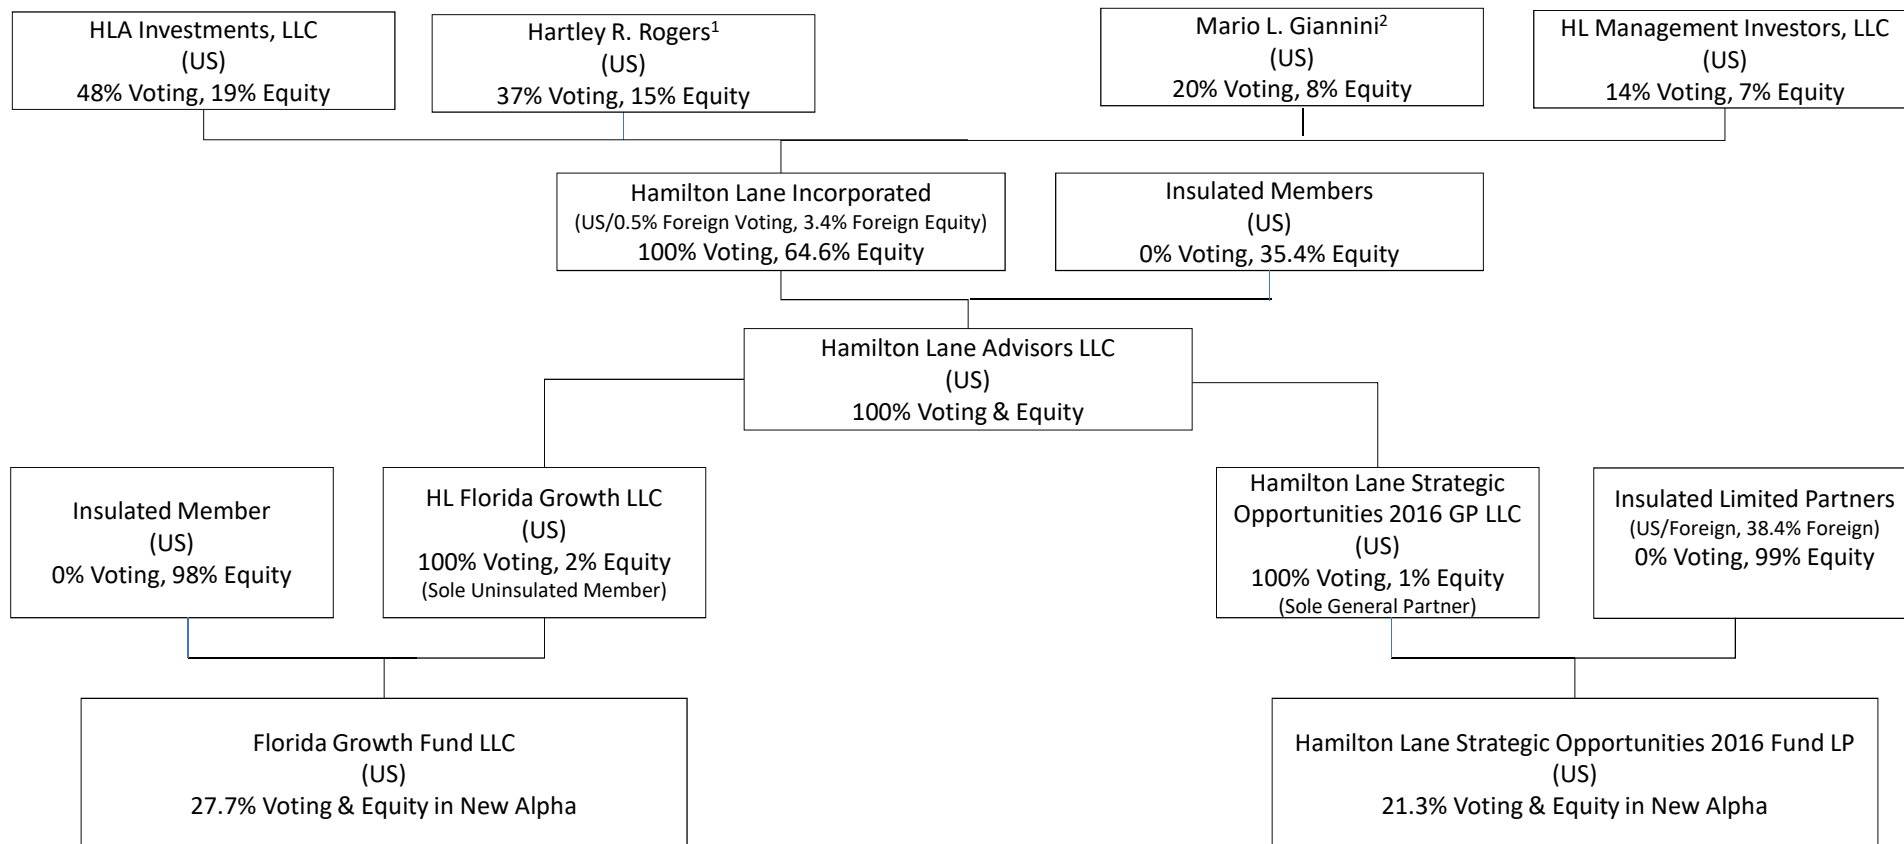 HLA Investments, LLC
(US)
48% Voting, 19% Equity
Hartley R. Rogers1
(US)
37% Voting, 15% Equity
Mario L. Giannini2
(US)
20% Voting, 8% Equity
HL Management Investors, LLC
(US)
14% Voting, 7% Equity
Hamilton Lane Incorporated
(US/0.5% Foreign Voting, 3.4% Foreign Equity)
100% Voting, 64.6% Equity
Insulated Members
(US)
0% Voting, 35.4% Equity
Hamilton Lane Advisors LLC
(US)
100% Voting & Equity
Insulated Member
(US)
0% Voting, 98% Equity
HL Florida Growth LLC
(US)
100% Voting, 2% Equity
(Sole Uninsulated Member)
Hamilton Lane Strategic
Opportunities 2016 GP LLC
(US)
100% Voting, 1% Equity
(Sole General Partner)
Insulated Limited Partners
(US/Foreign, 38.4% Foreign)
0% Voting, 99% Equity
Florida Growth Fund LLC
(US)
27.7% Voting & Equity in New Alpha
Hamilton Lane Strategic Opportunities 2016 Fund LP
(US)
21.3% Voting & Equity in New Alpha